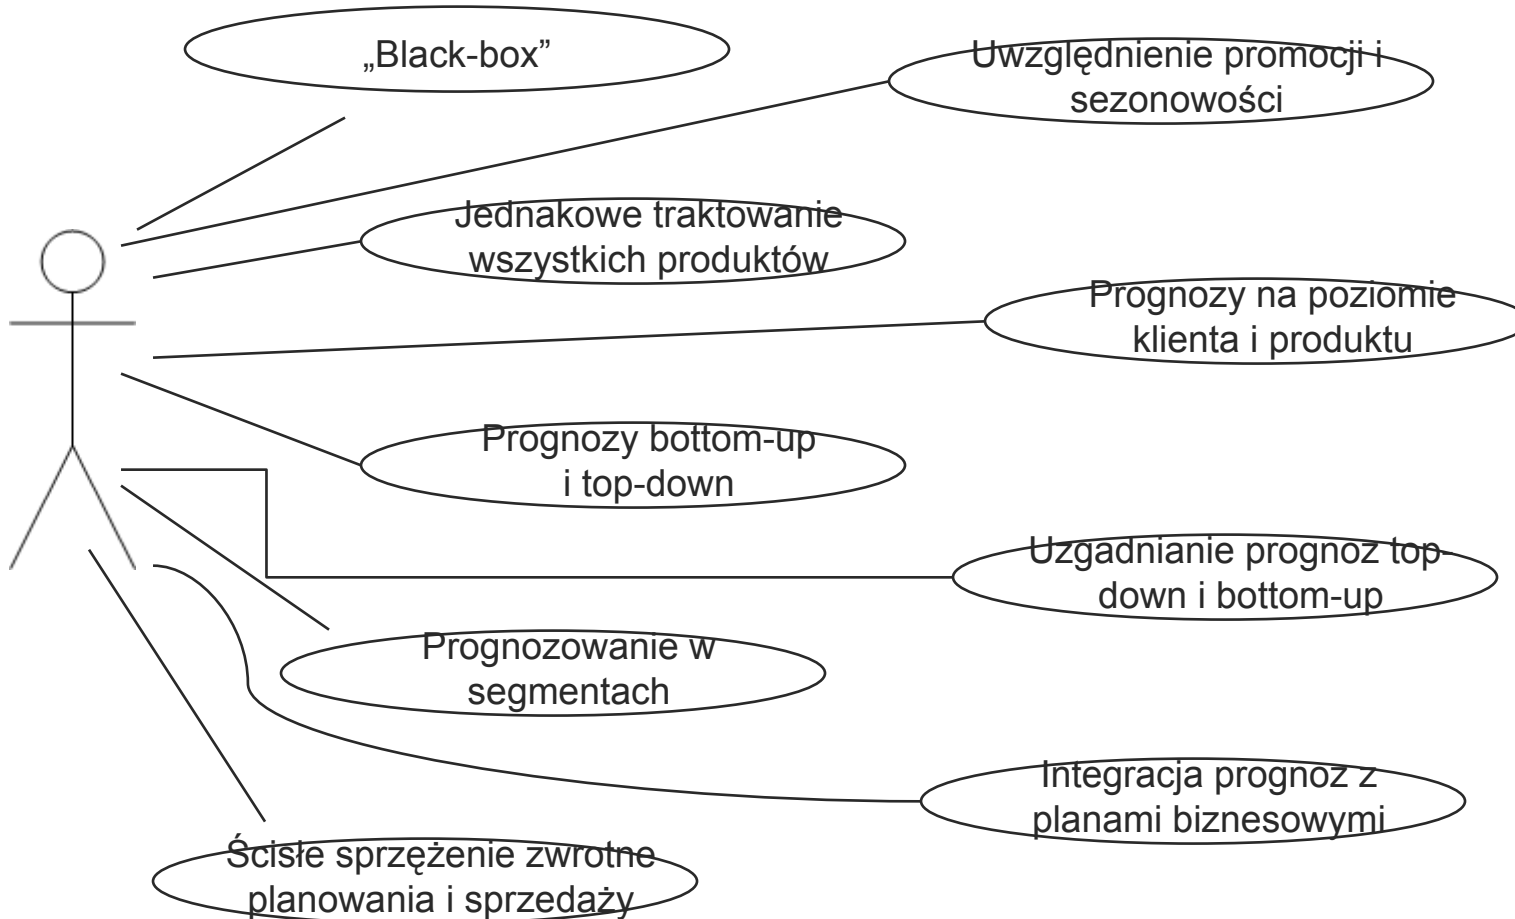 „Black-box”
Uwzględnienie promocji i
sezonowości
Jednakowe traktowanie
wszystkich produktów
Prognozy na poziomie
klienta i produktu
Prognozy bottom-up
i top-down
Uzgadnianie prognoz top-
down i bottom-up
Prognozowanie w
segmentach
Integracja prognoz z
planami biznesowymi
Ścisłe sprzężenie zwrotne
planowania i sprzedaży